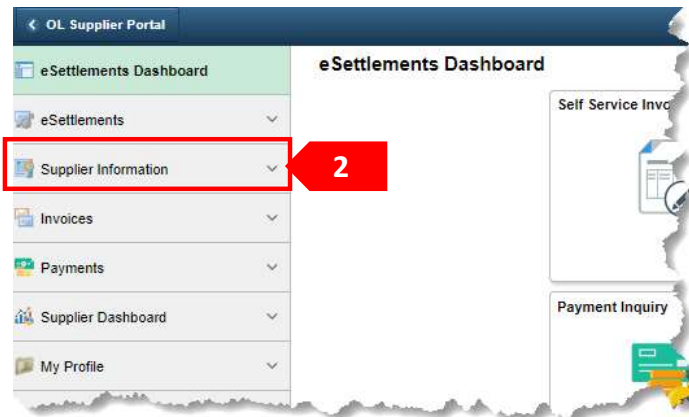 OL Supplier Portal
eSettlements Dashboard
eSettlements
Supplier Information
Invoices
Payments
Supplier Dashboard
My Profile
2
eSettlements Dashboard
Self Service
Payment Inquiry